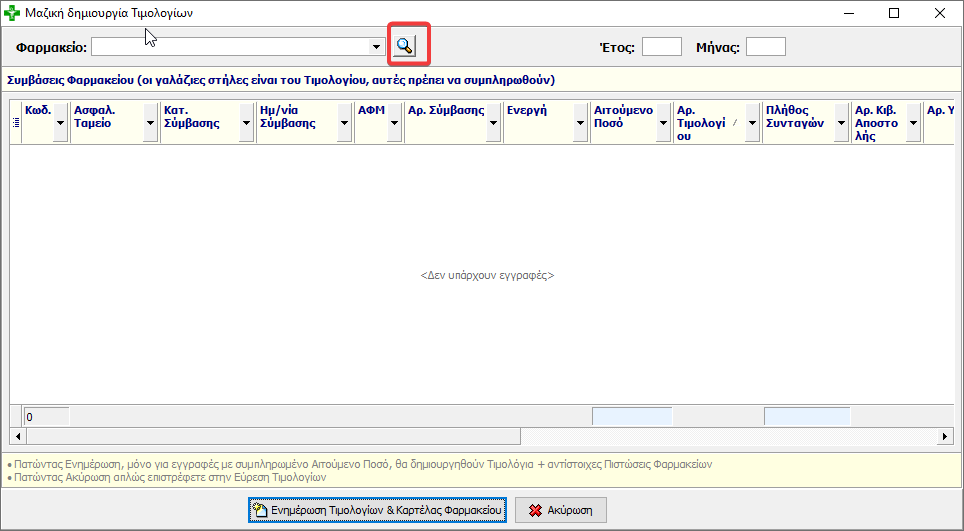 Μαζική δημιουργία Τιμολογίων
Φαρμακείο:
Έτος:
Μήνας:
Συμβάσεις Φαρμακείου (οι γαλάζιες στήλες είναι του Τιμολογίου, αυτές πρέπει να συμπληρωθούν)
Κωδ.
Ασφαλ.
Ταμείο
Κατ.
Σύμβασης
Ημ/νία
Σύμβασης
ΑΦΜ
Αρ. Σύμβασης
Ενεργή
Αιτούμενο
Ποσό
Αρ.
Τιμολογί
ου
Πλήθος
Συνταγών
Αρ. Κιβ.
Αποστο
λής
Αρ. Υ
<Δεν υπάρχουν εγγραφές>
0
• Πατώντας Ενημέρωση, μόνο για εγγραφές με συμπληρωμένο Αιτούμενο Ποσό, θα δημιουργηθούν Τιμολόγια + αντίστοιχες Πιστώσεις Φαρμακείων
• Πατώντας Ακύρωση απλώς επιστρέφετε στην Εύρεση Τιμολογίων
Ενημέρωση Τιμολογίων & Καρτέλας Φαρμακείου
Ακύρωση